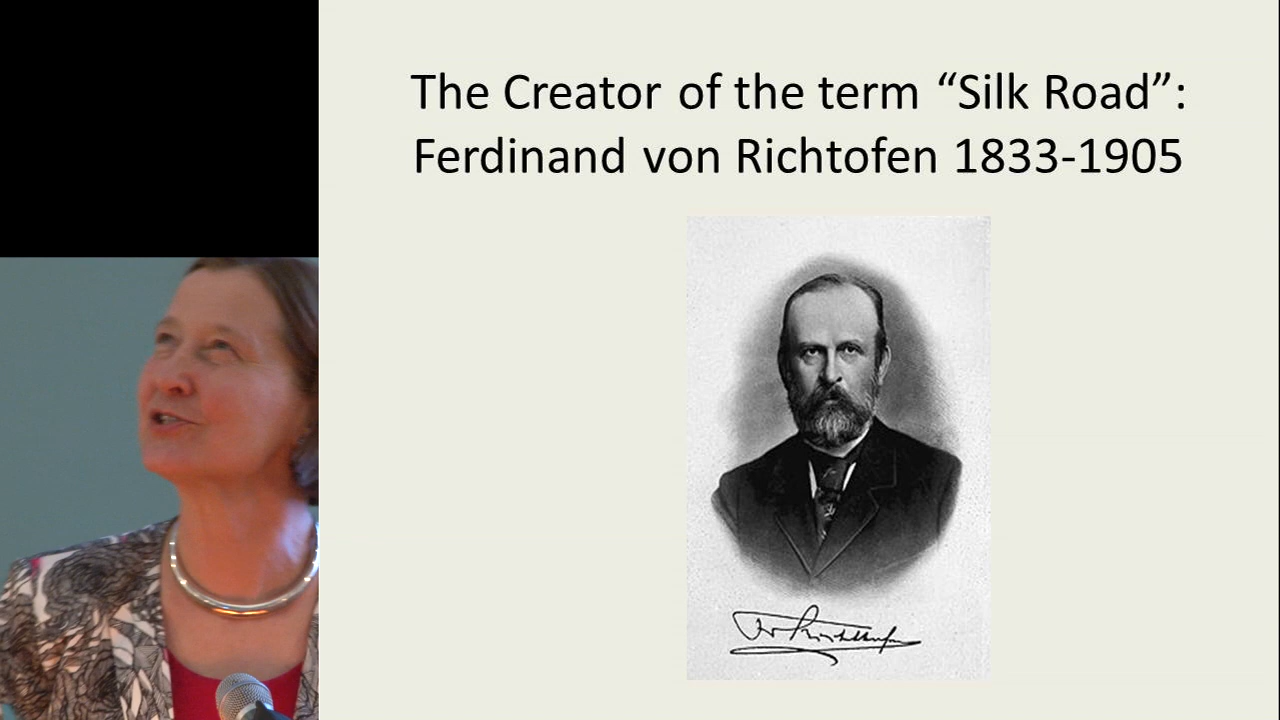 The Creator of the term “Silk Road”:
Ferdinand von Richtofen 1833-1905